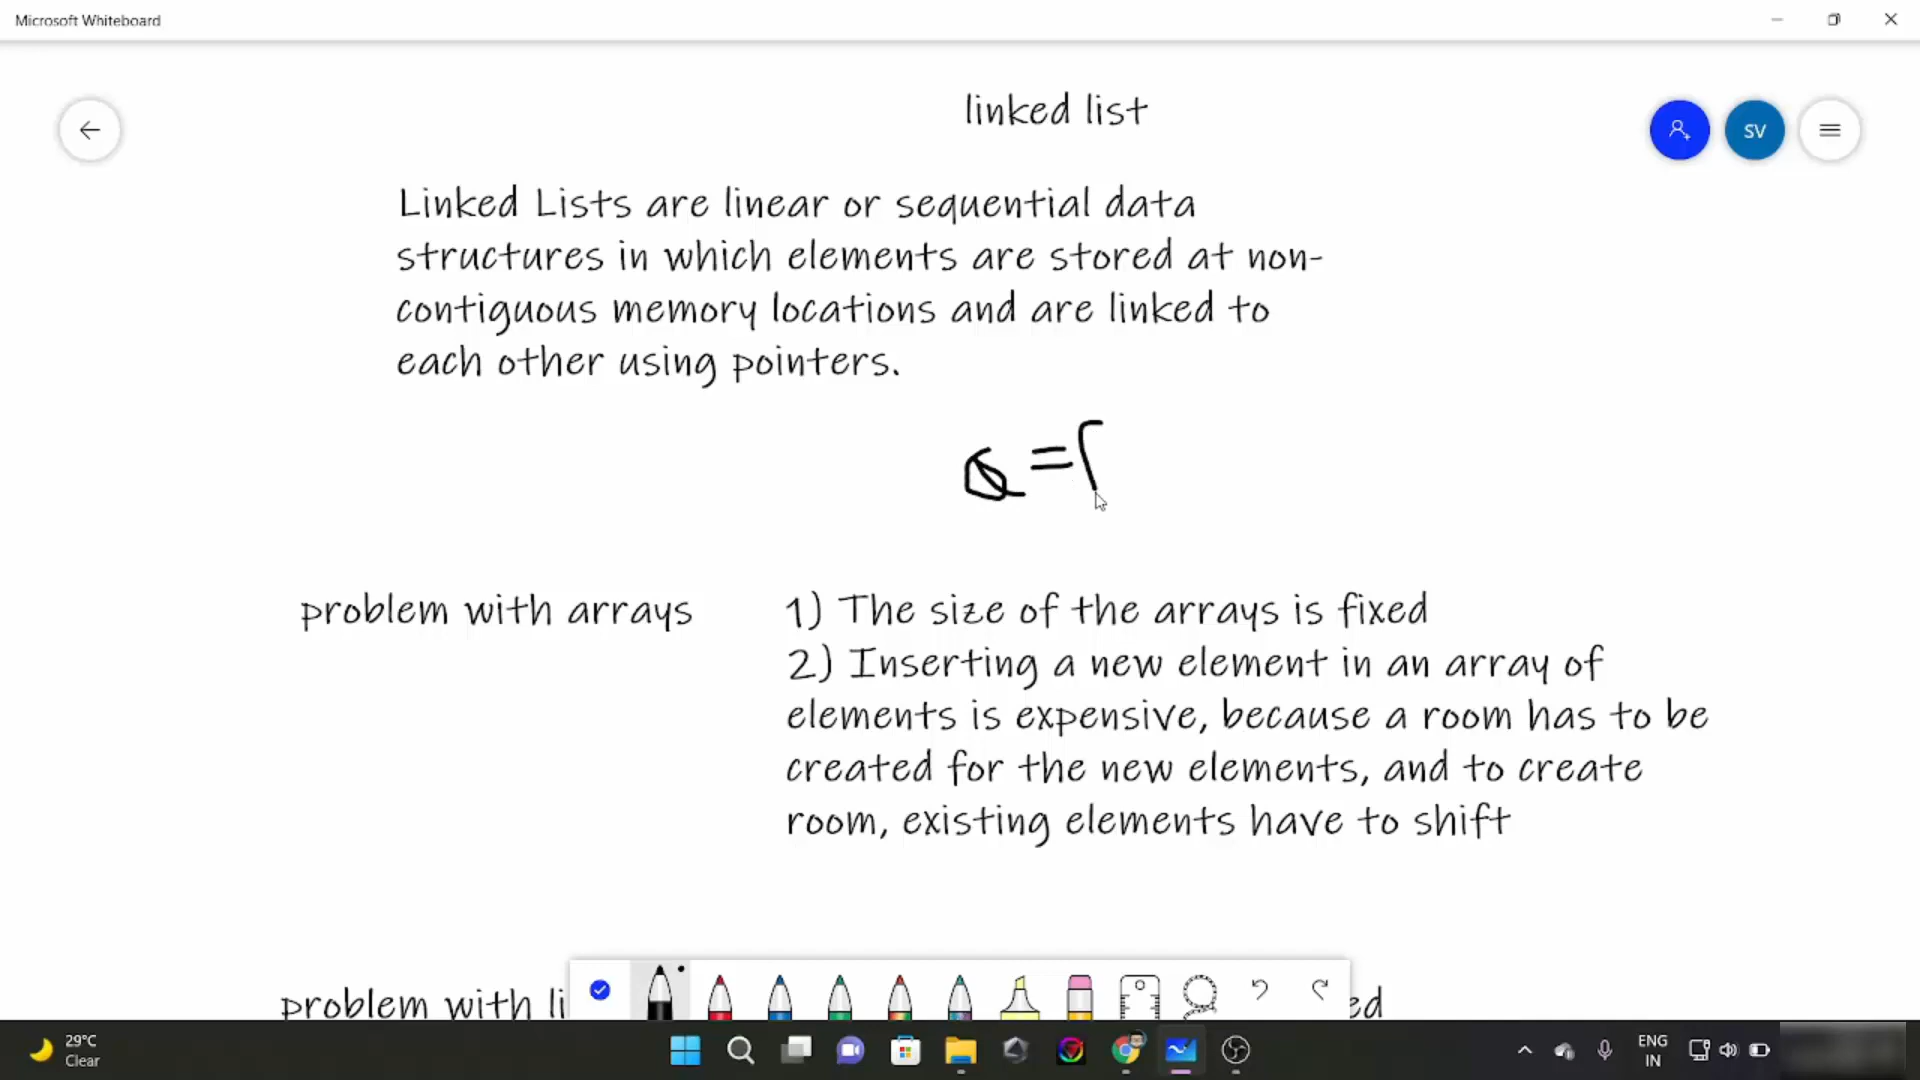 Microsoft Whiteboard
linked list
SV
Linked Lists are linear or sequential data
structures in which elements are stored at non-
contiguous memory locations and are linked to
each other using pointers.
a = [
problem with arrays
1) The size of the arrays is fixed
2) Inserting a new element in an array of
elements is expensive, because a room has to be
created for the new elements, and to create
room, existing elements have to shift
problem with li
ed
29°C
Clear
ENG
IN